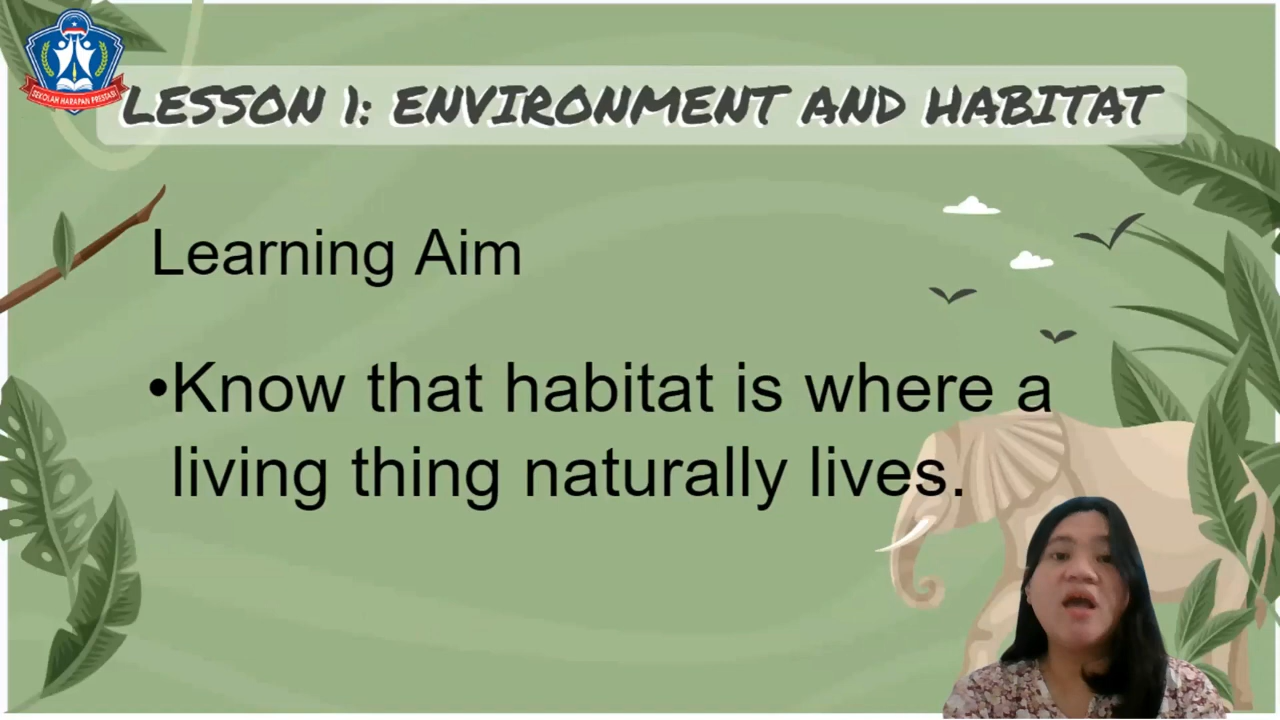 SEKOLAH HARAPAN PRESTASI
LESSON 1: ENVIRONMENT AND HABITAT
Learning Aim
•Know that habitat is where a
living thing naturally lives.